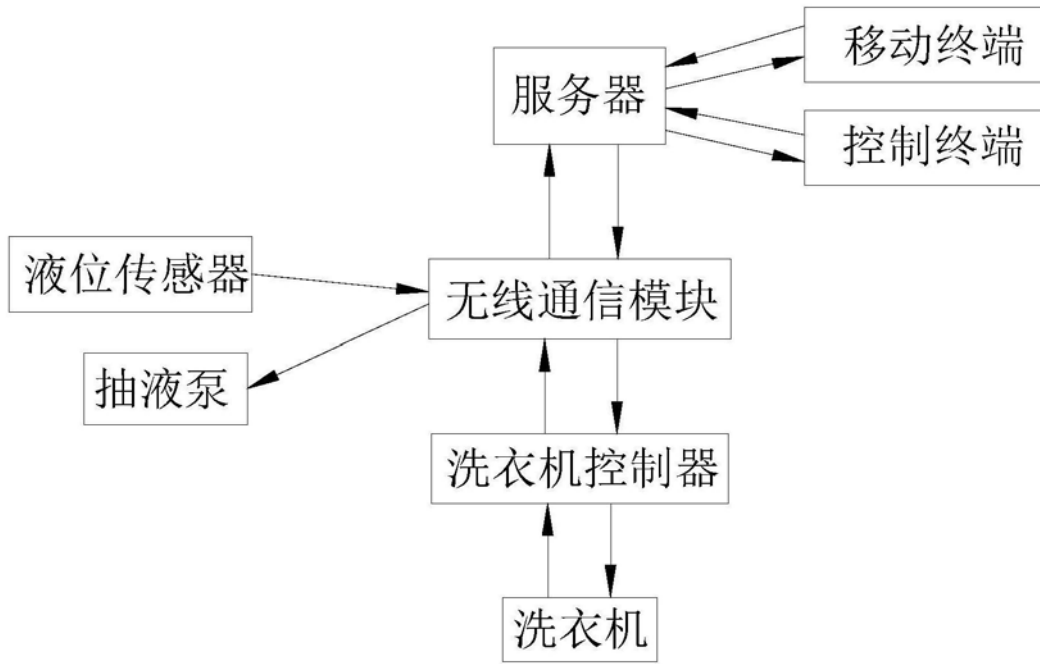 移动终端
服务器
控制终端
液位传感器
无线通信模块
抽液泵
洗衣机控制器
洗衣机